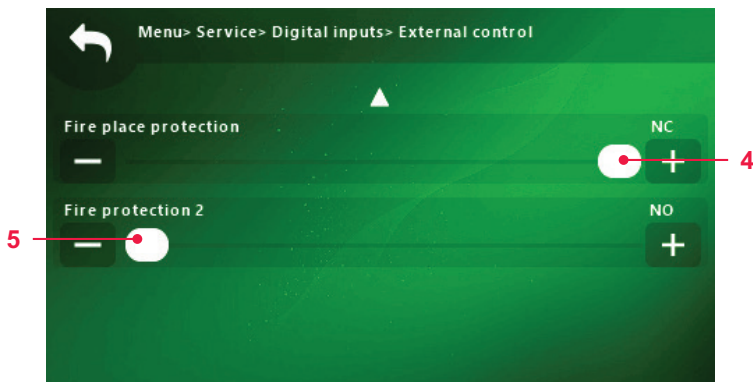 Menu> Service> Digital inputs> External control
Fire place protection NC
4
Fire protection 2 NO
5